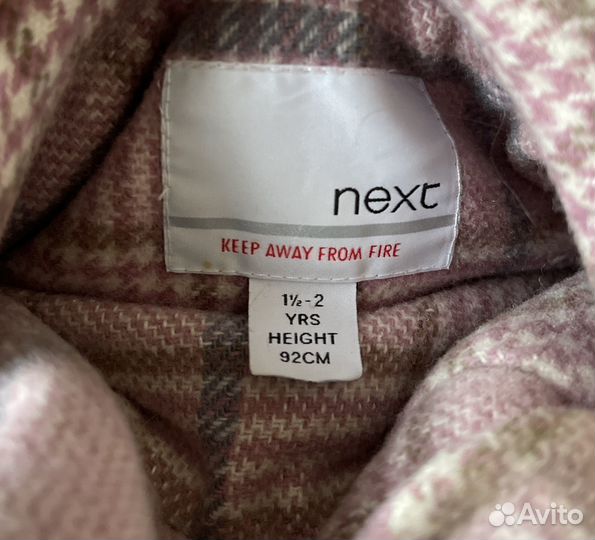 next
KEEP AWAY FROM FIRE
1½-2
YRS
HEIGHT
92CM
Avito